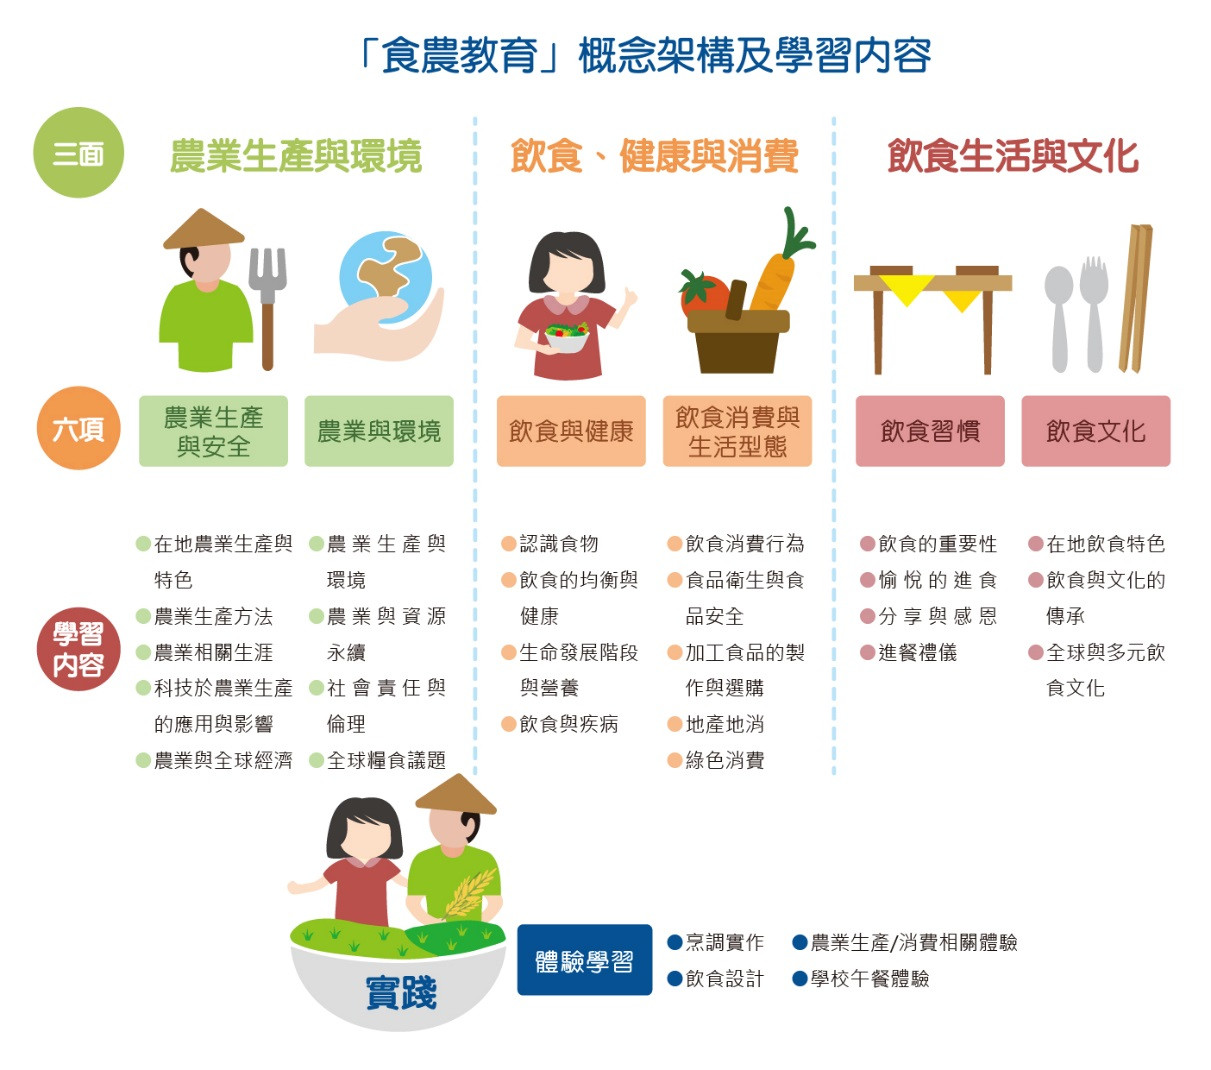 「食農教育」概念架構及學習內容
三面
農業生產與環境
飲食、健康與消費
飲食生活與文化
六項
農業生產
與安全
農業與環境
飲食與健康
飲食消費與
生活型態
飲食習慣
飲食文化
學習
內容
●在地農業生產與
特色
●農業生產方法
●農業相關生涯
●科技於農業生產
的應用與影響
●農業與全球經濟
●農業生產與
環境
●農業與資源
永續
●社會責任與
倫理
●全球糧食議題
●認識食物
●飲食的均衡與
健康
●生命發展階段
與營養
●飲食與疾病
●飲食消費行為
●食品衛生與食
品安全
●加工食品的製
作與選購
●地產地消
●綠色消費
●飲食的重要性
●愉悅的進食
●分享與感恩
●進餐禮儀
●在地飲食特色
●飲食與文化的
傳承
●全球與多元飲
食文化
實踐
體驗學習
●烹調實作
●農業生產/消費相關體驗
●飲食設計
●學校午餐體驗